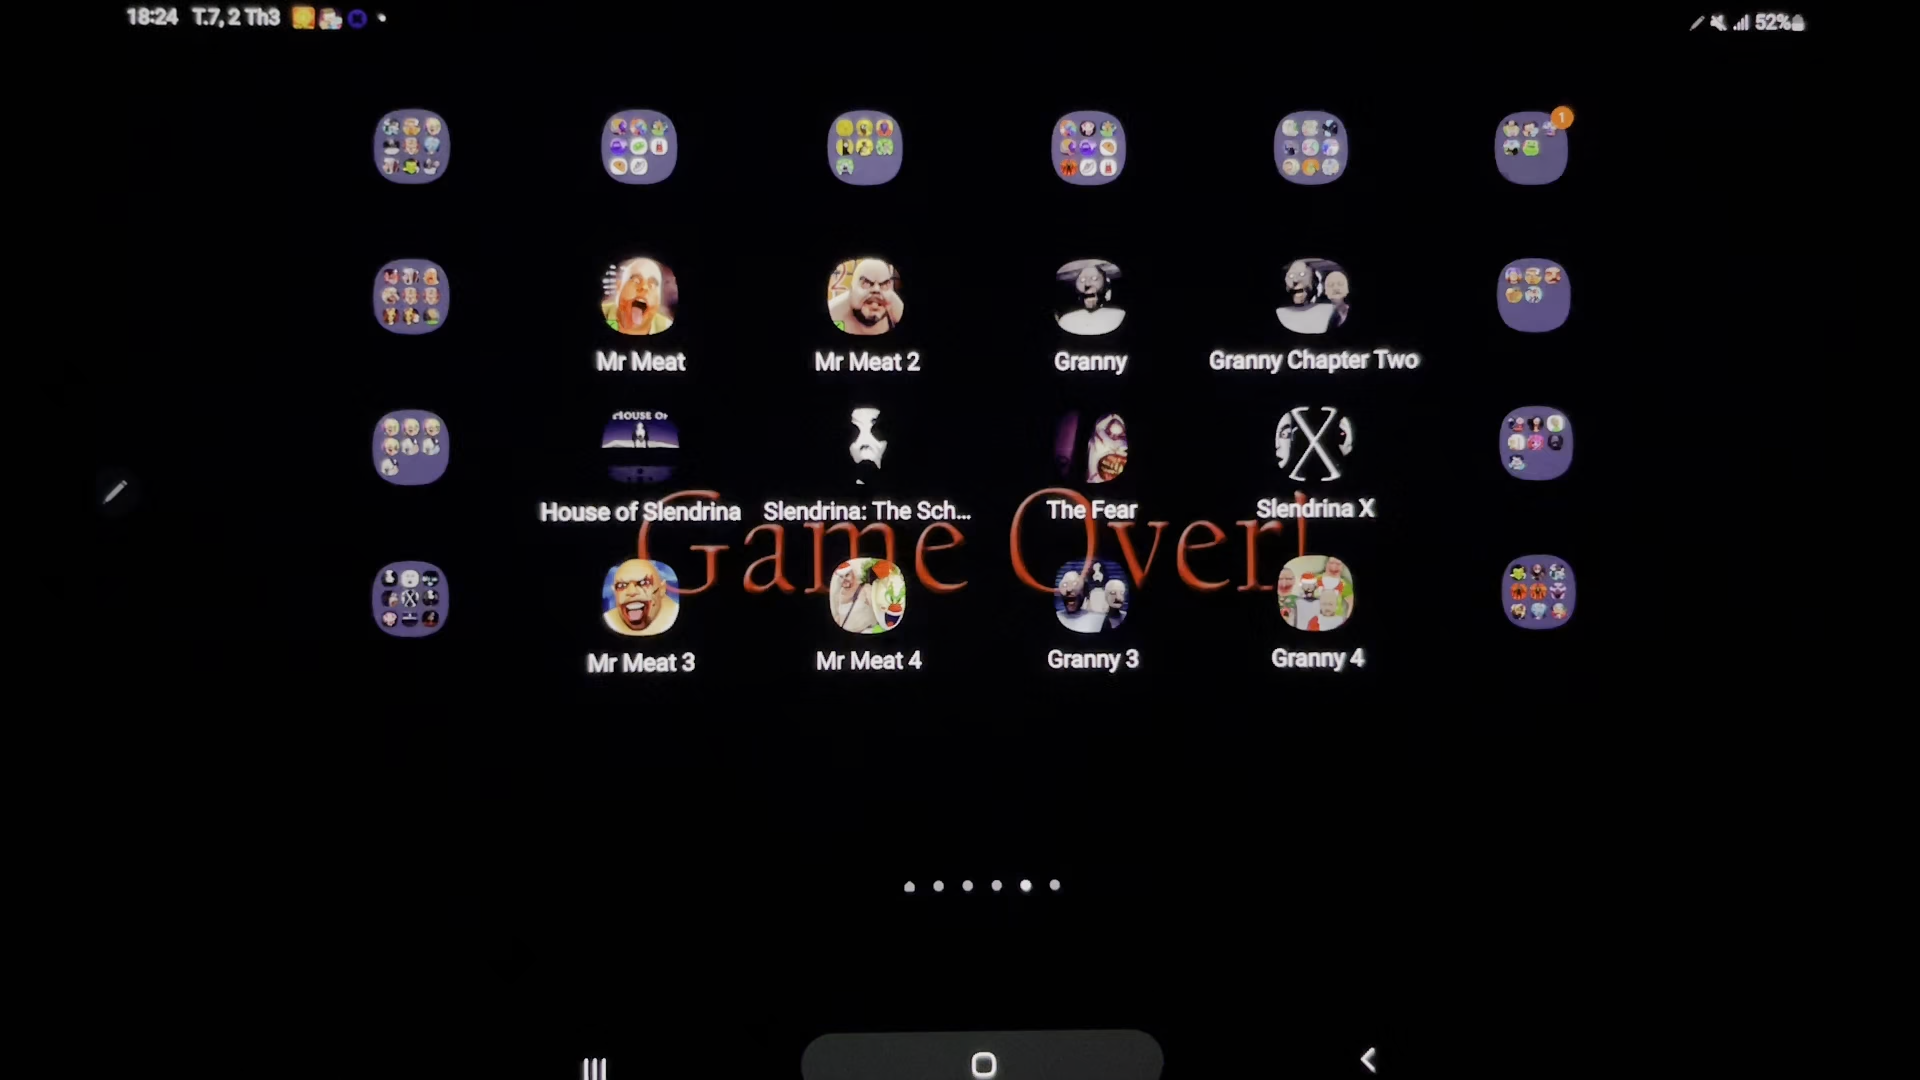 18:24 T.7, 2 Th3
52%
1
Mr Meat
Mr Meat 2
Granny
Granny Chapter Two
HOUSE OF
House of Slendrina
Slendrina: The Sch...
The Fear
Slendrina X
Game Over!
Mr Meat 3
Mr Meat 4
Granny 3
Granny 4